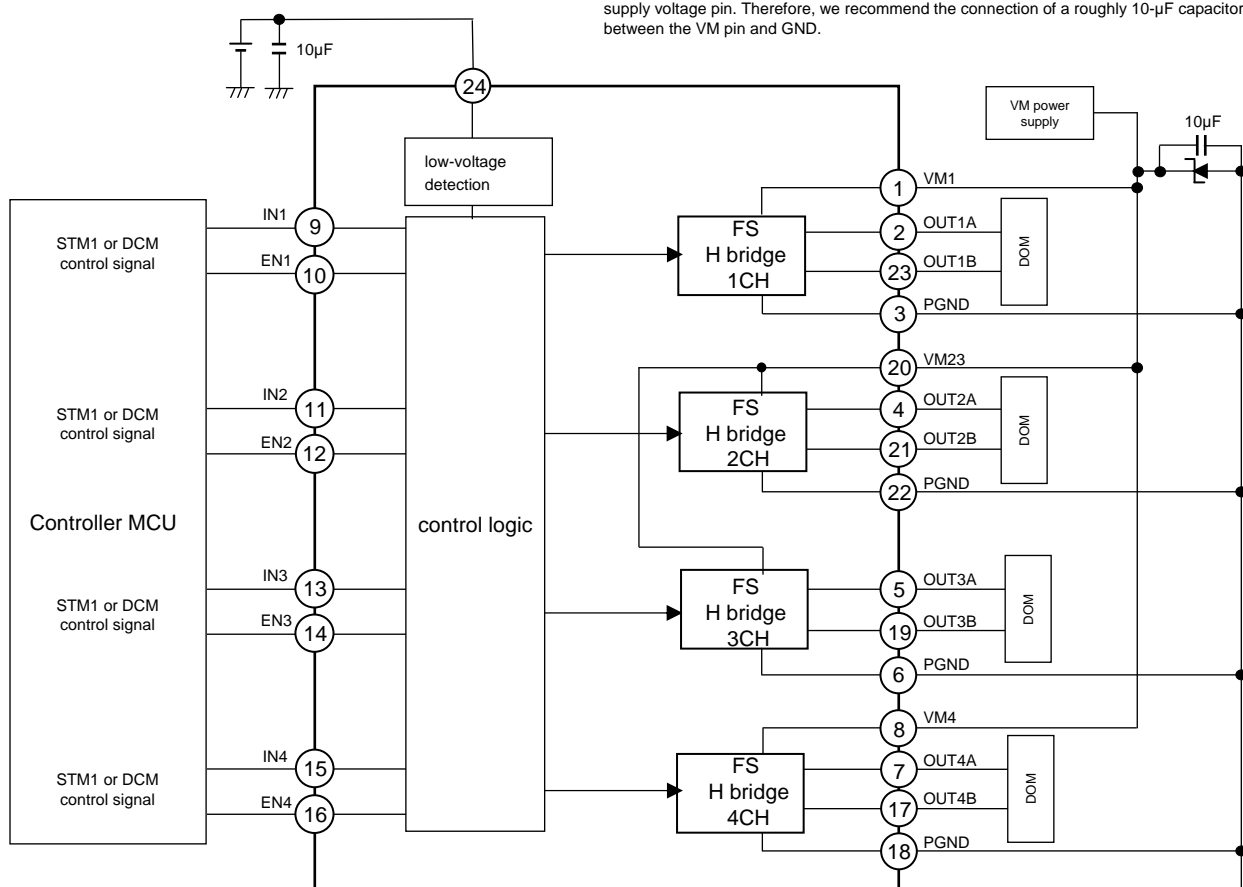 supply voltage pin. Therefore, we recommend the connection of a roughly 10-μF capacitor
between the VM pin and GND.
10μF
24
VM power
supply
10μF
low-voltage
detection
1
VM1
IN1
9
STM1 or DCM
control signal
EN1
10
FS
H bridge
1CH
2
OUT1A
23
OUT1B
DOM
3
PGND
20
VM23
IN2
11
STM1 or DCM
control signal
EN2
12
FS
H bridge
2CH
4
OUT2A
21
OUT2B
DOM
22
PGND
Controller MCU
control logic
IN3
13
STM1 or DCM
control signal
EN3
14
FS
H bridge
3CH
5
OUT3A
19
OUT3B
DOM
6
PGND
8
VM4
IN4
15
STM1 or DCM
control signal
EN4
16
FS
H bridge
4CH
7
OUT4A
17
OUT4B
DOM
18
PGND